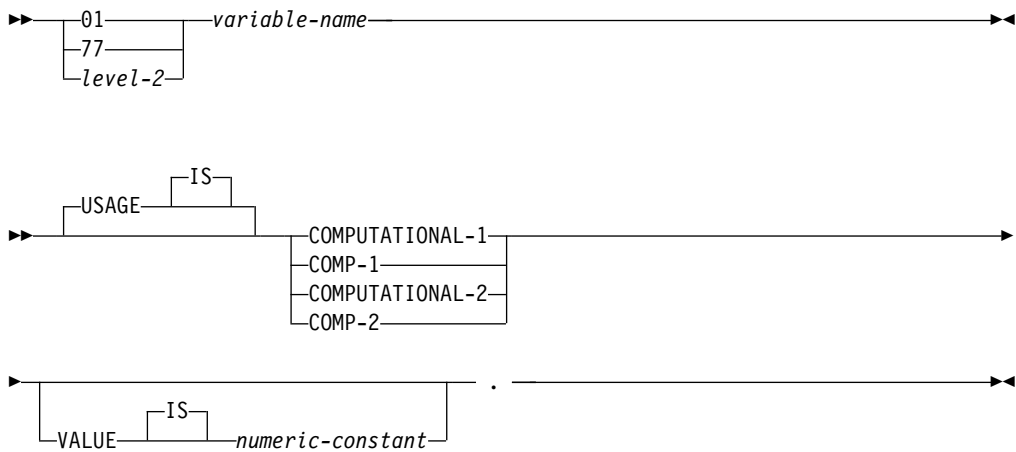 01 variable-name
77
level-2
IS
USAGE
COMPUTATIONAL-1
COMP-1
COMPUTATIONAL-2
COMP-2
.
IS
VALUE numeric-constant